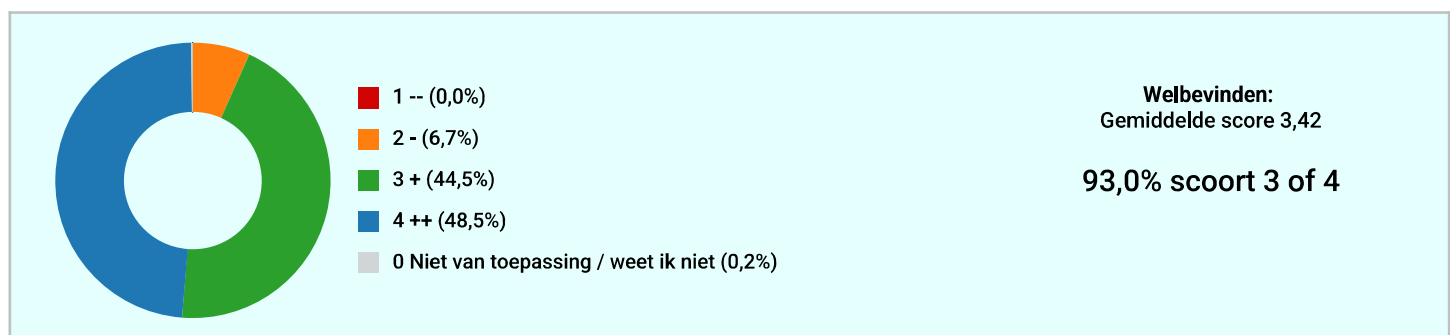 1 -- (0,0%)
2 - (6,7%)
3 + (44,5%)
4 ++ (48,5%)
0 Niet van toepassing / weet ik niet (0,2%)
Welbevinden:
Gemiddelde score 3,42
93,0% scoort 3 of 4